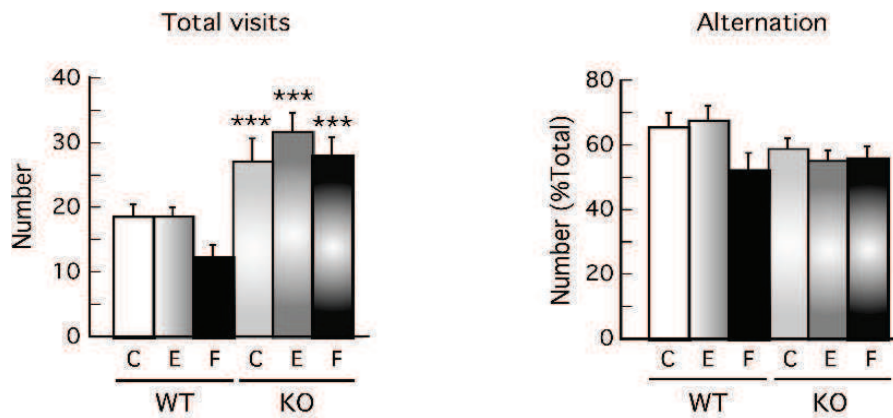 Total visits
Number
40
30
20
10
0
***
***
***
C E F C E F
WT KO
Alternation
Number (%Total)
80
60
40
20
0
C E F C E F
WT KO